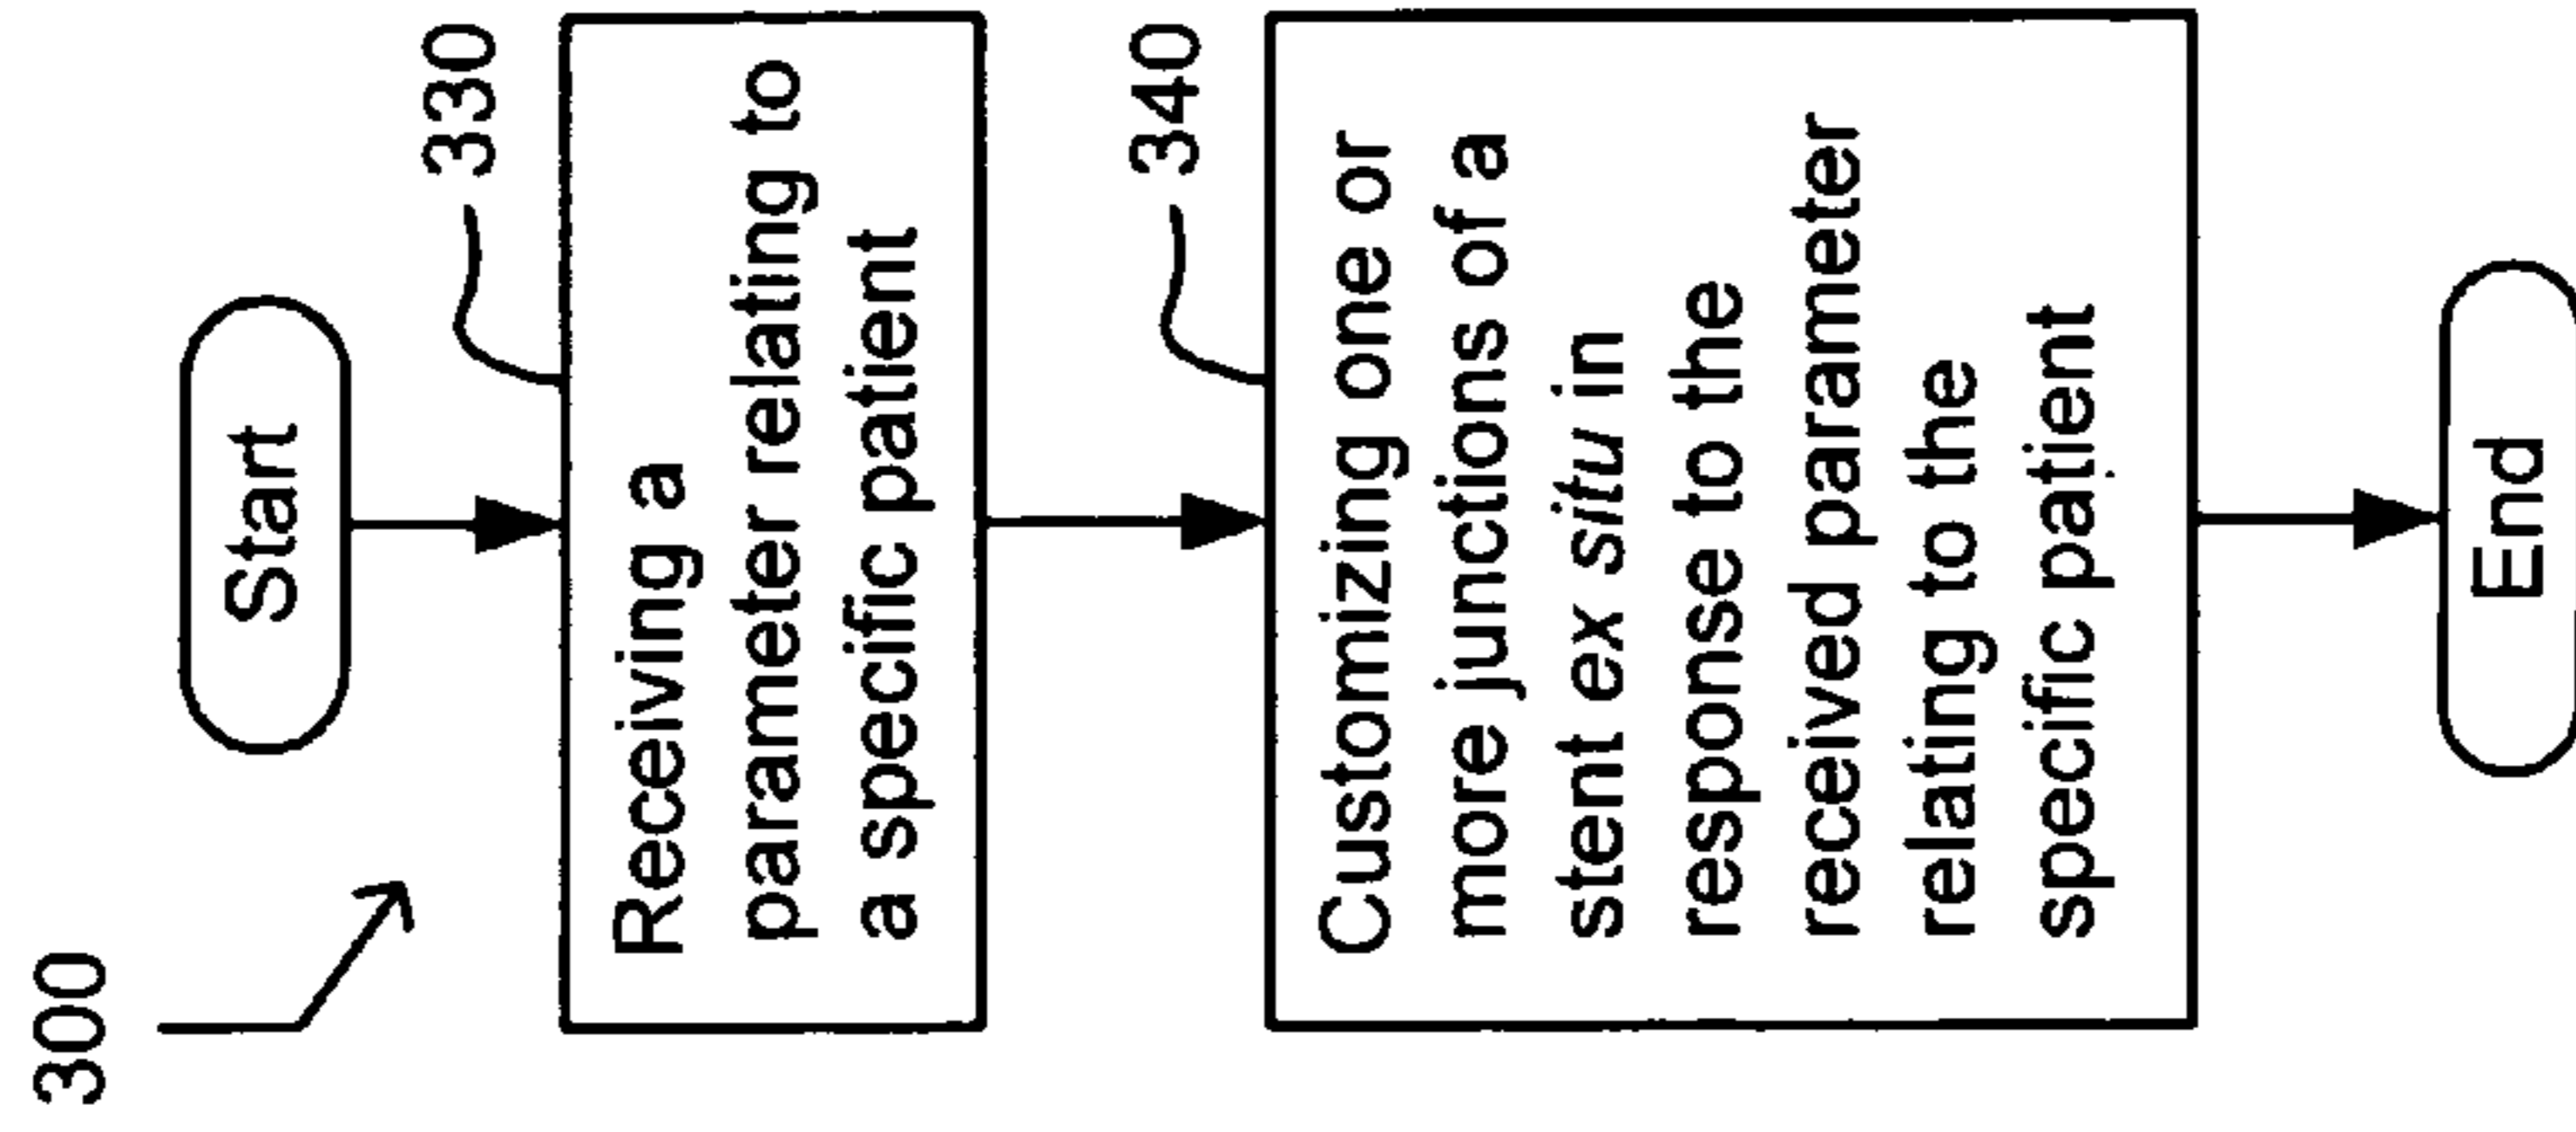 300
Start
330
Receiving a
parameter relating to
a specific patient
340
Customizing one or
more junctions of a
stent ex situ in
response to the
received parameter
relating to the
specific patient
End